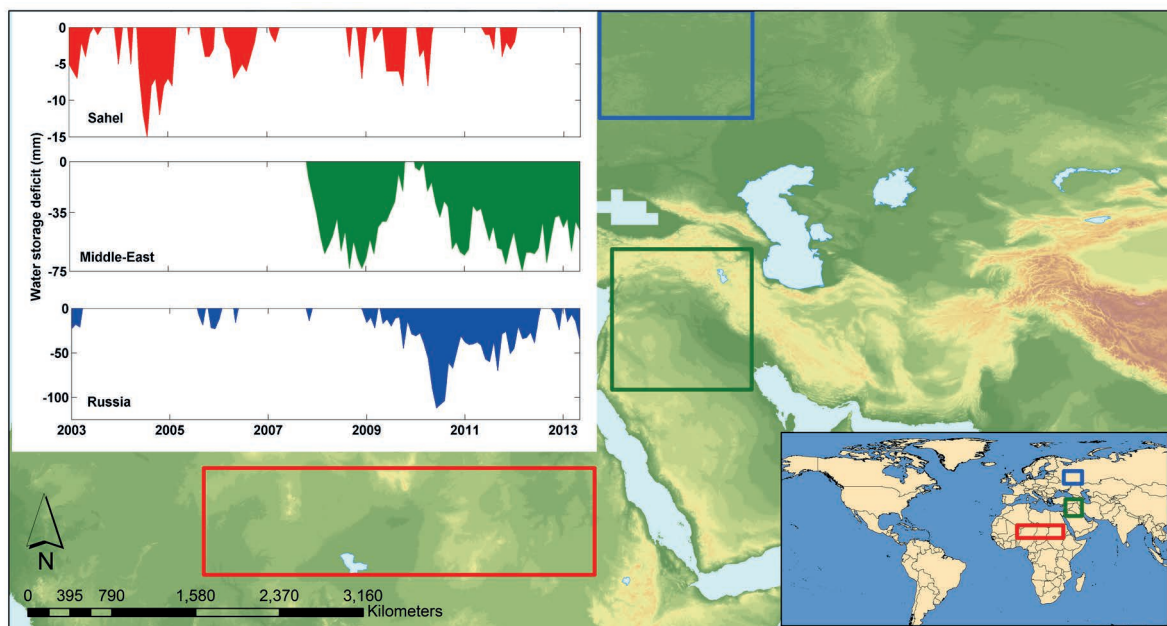 Water storage deficit (mm)
0
-5
-10
-15
Sahel
0
-35
-75
Middle-East
0
-50
-100
Russia
2003 2005 2007 2009 2011 2013
N
0 395 790 1,580 2,370 3,160
Kilometers